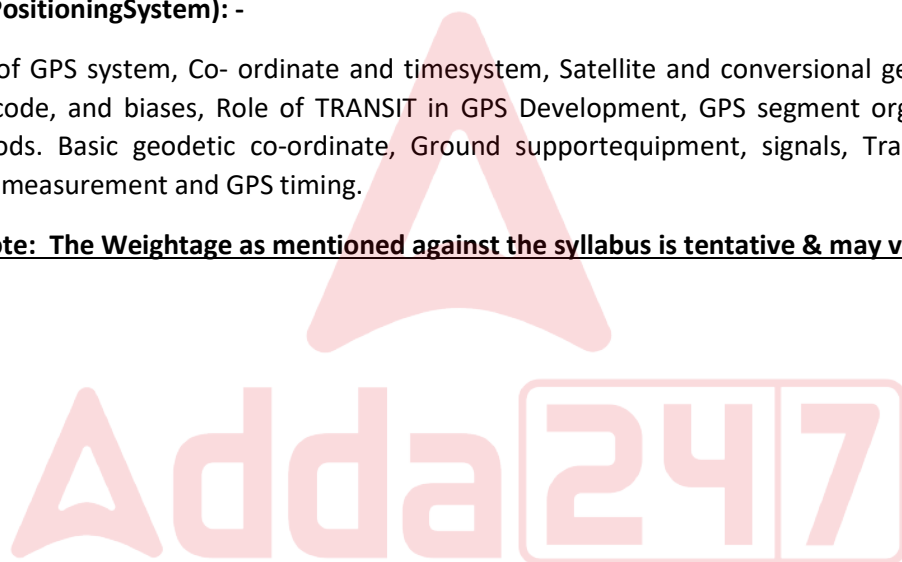 PositioningSystem): -
of GPS system, Co- ordinate and timesystem, Satellite and conversional ge
code, and biases, Role of TRANSIT in GPS Development, GPS segment org
ods. Basic geodetic co-ordinate, Ground supportequipment, signals, Tra
measurement and GPS timing.
te: The Weightage as mentioned against the syllabus is tentative & may v
Adda247